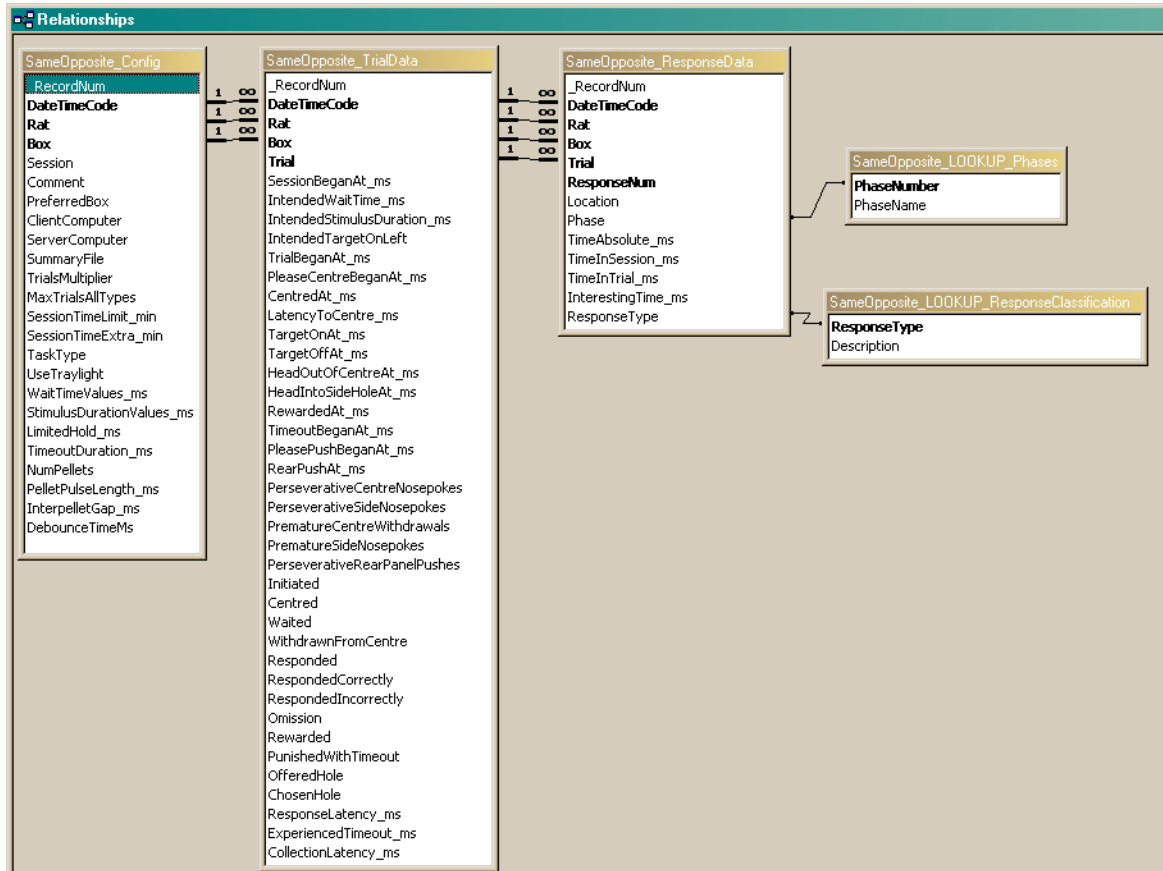 Relationships
SameOpposite_Config
_RecordNum
DateTimeCode
Rat
Box
Session
Comment
PreferredBox
ClientComputer
ServerComputer
SummaryFile
TrialsMultiplier
MaxTrialsAllTypes
SessionTimeLimit_min
SessionTimeExtra_min
TaskType
UseTraylight
WaitTimeValues_ms
StimulusDurationValues_ms
LimitedHold_ms
TimeoutDuration_ms
NumPellets
PelletPulseLength_ms
InterpelletGap_ms
DebounceTimeMs
1 ∞
1 ∞
1 ∞
SameOpposite_TrialData
_RecordNum
DateTimeCode
Rat
Box
Trial
SessionBeganAt_ms
IntendedWaitTime_ms
IntendedStimulusDuration_ms
IntendedTargetOnLeft
TrialBeganAt_ms
PleaseCentreBeganAt_ms
CentredAt_ms
LatencyToCentre_ms
TargetOnAt_ms
TargetOffAt_ms
HeadOutOfCentreAt_ms
HeadIntoSideHoleAt_ms
RewardedAt_ms
TimeoutBeganAt_ms
PleasePushBeganAt_ms
RearPushAt_ms
PerseverativeCentreNosepokes
PerseverativeSideNosepokes
PrematureCentreWithdrawals
PrematureSideNosepokes
PerseverativeRearPanelPushes
Initiated
Centred
Waited
WithdrawnFromCentre
Responded
RespondedCorrectly
RespondedIncorrectly
Omission
Rewarded
PunishedWithTimeout
OfferedHole
ChosenHole
ResponseLatency_ms
ExperiencedTimeout_ms
CollectionLatency_ms
1 ∞
1 ∞
1 ∞
1 ∞
SameOpposite_ResponseData
_RecordNum
DateTimeCode
Rat
Box
Trial
ResponseNum
Location
Phase
TimeAbsolute_ms
TimeInSession_ms
TimeInTrial_ms
InterestingTime_ms
ResponseType
SameOpposite_LOOKUP_Phases
PhaseNumber
PhaseName
SameOpposite_LOOKUP_ResponseClassification
ResponseType
Description